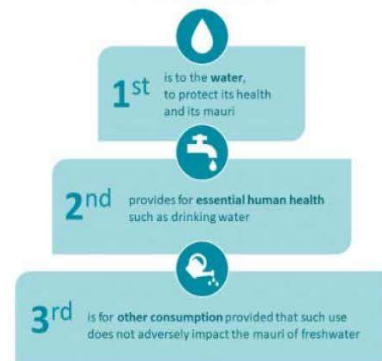 1st is to the water,
to protect its health
and its mauri
2nd provides for essential human health
such as drinking water
3rd is for other consumption provided that such use
does not adversely impact the mauri of freshwater